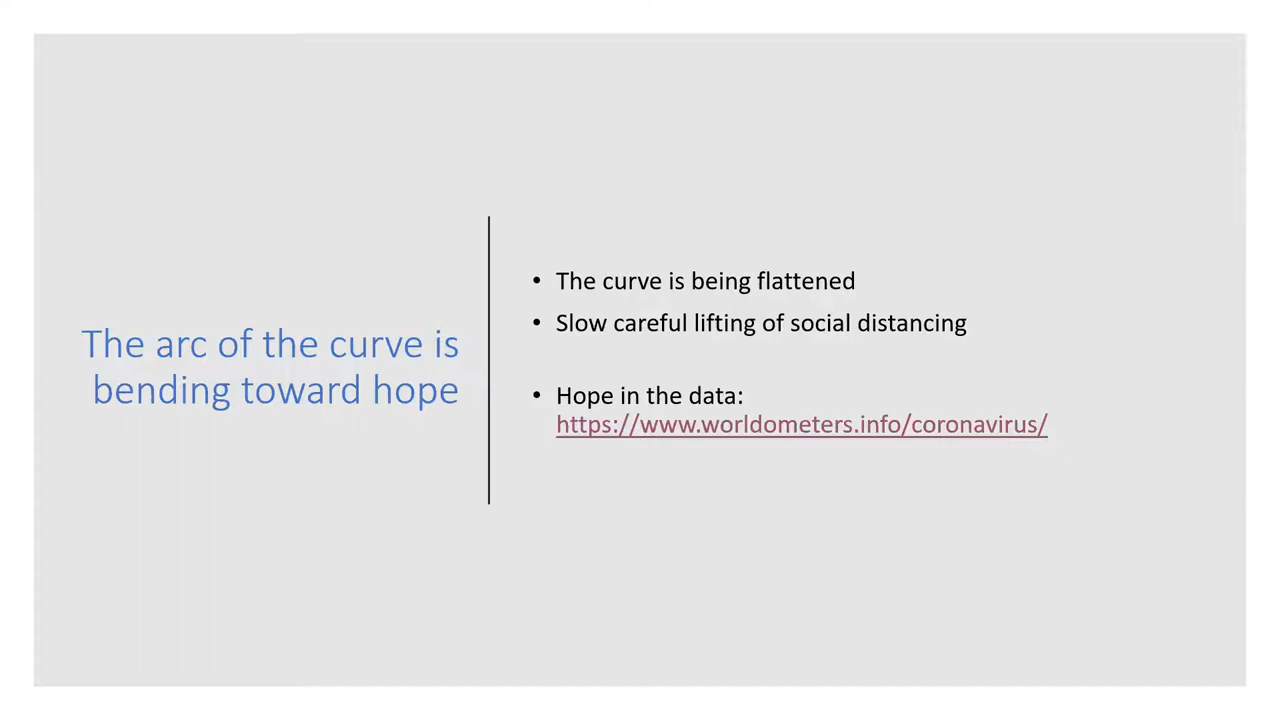 The arc of the curve is
bending toward hope
• The curve is being flattened
• Slow careful lifting of social distancing
• Hope in the data:
https://www.worldometers.info/coronavirus/